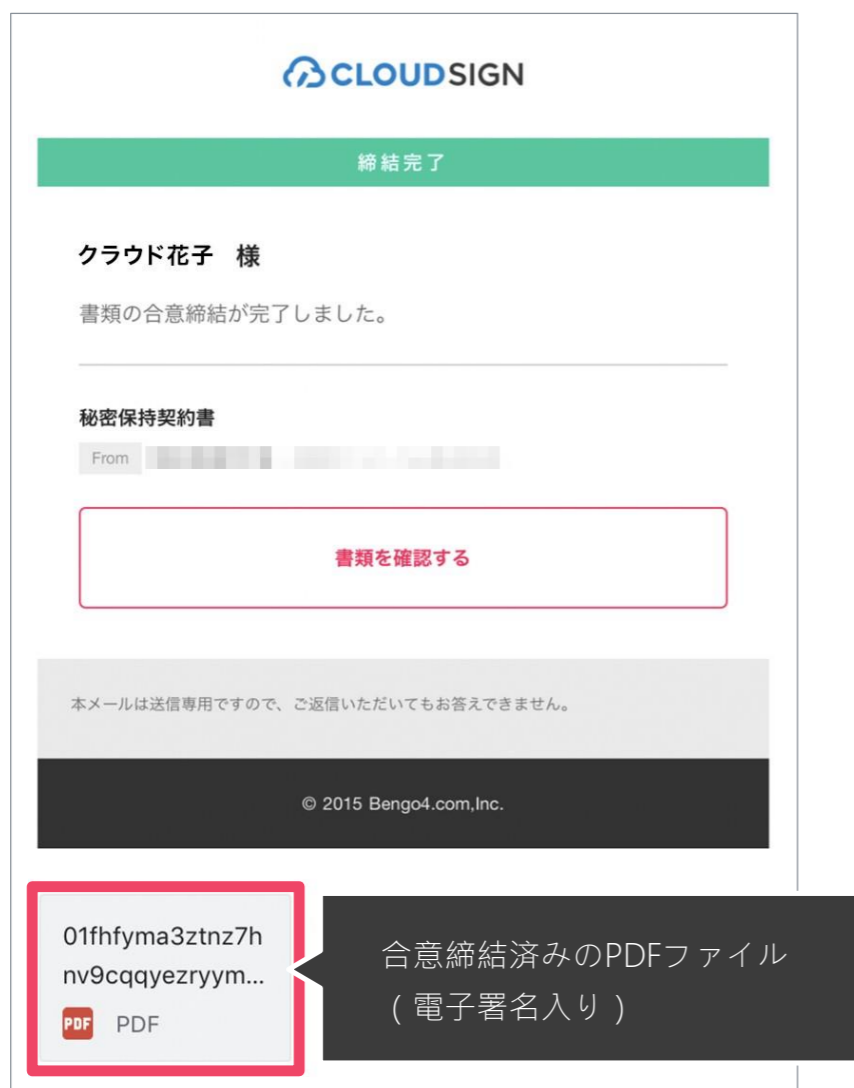 CLOUDSIGN
締結完了
クラウド花子 様
書類の合意締結が完了しました。
秘密保持契約書
From
書類を確認する
本メールは送信専用ですので、ご返信いただいてもお答えできません。
© 2015 Bengo4.com,Inc.
01fhfyma3ztnz7h
nv9cqqyezryym...
PDF PDF
合意締結済みのPDFファイル
(電子署名入り)